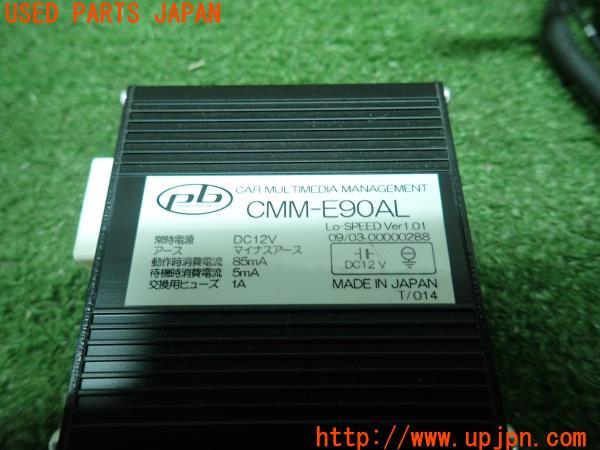 USED PARTS JAPAN
pb
CAR MULTIMEDIA MANAGEMENT
CMM-E90AL
Lo-SPEED Ver1.01
09/03-00000288
常時電源 DC12V
アース マイナスアース
動作時消費電流 85mA
待機時消費電流 5mA
交換用ヒューズ 1A
DC12V
MADE IN JAPAN
T/014
http://www.upjpn.com